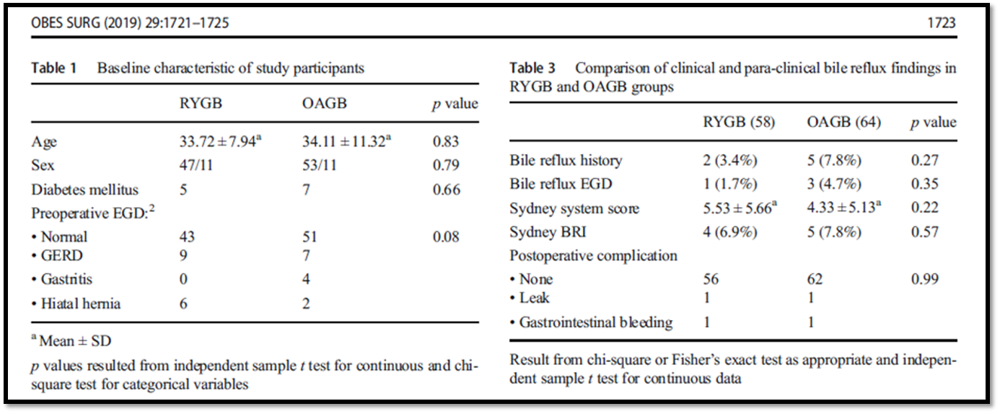 OBES SURG (2019) 29:1721–1725 1723
Table 1 Baseline characteristic of study participants
RYGB OAGB p value
Age 33.72 ± 7.94a 34.11 ± 11.32a 0.83
Sex 47/11 53/11 0.79
Diabetes mellitus 5 7 0.66
Preoperative EGD:2
• Normal 43 51 0.08
• GERD 9 7
• Gastritis 0 4
• Hiatal hernia 6 2
a Mean ± SD
p values resulted from independent sample t test for continuous and chi-
square test for categorical variables
Table 3 Comparison of clinical and para-clinical bile reflux findings in
RYGB and OAGB groups
RYGB (58) OAGB (64) p value
Bile reflux history 2 (3.4%) 5 (7.8%) 0.27
Bile reflux EGD 1 (1.7%) 3 (4.7%) 0.35
Sydney system score 5.53 ± 5.66a 4.33 ± 5.13a 0.22
Sydney BRI 4 (6.9%) 5 (7.8%) 0.57
Postoperative complication
• None 56 62 0.99
• Leak 1 1
• Gastrointestinal bleeding 1 1
Result from chi-square or Fisher's exact test as appropriate and indepen-
dent sample t test for continuous data